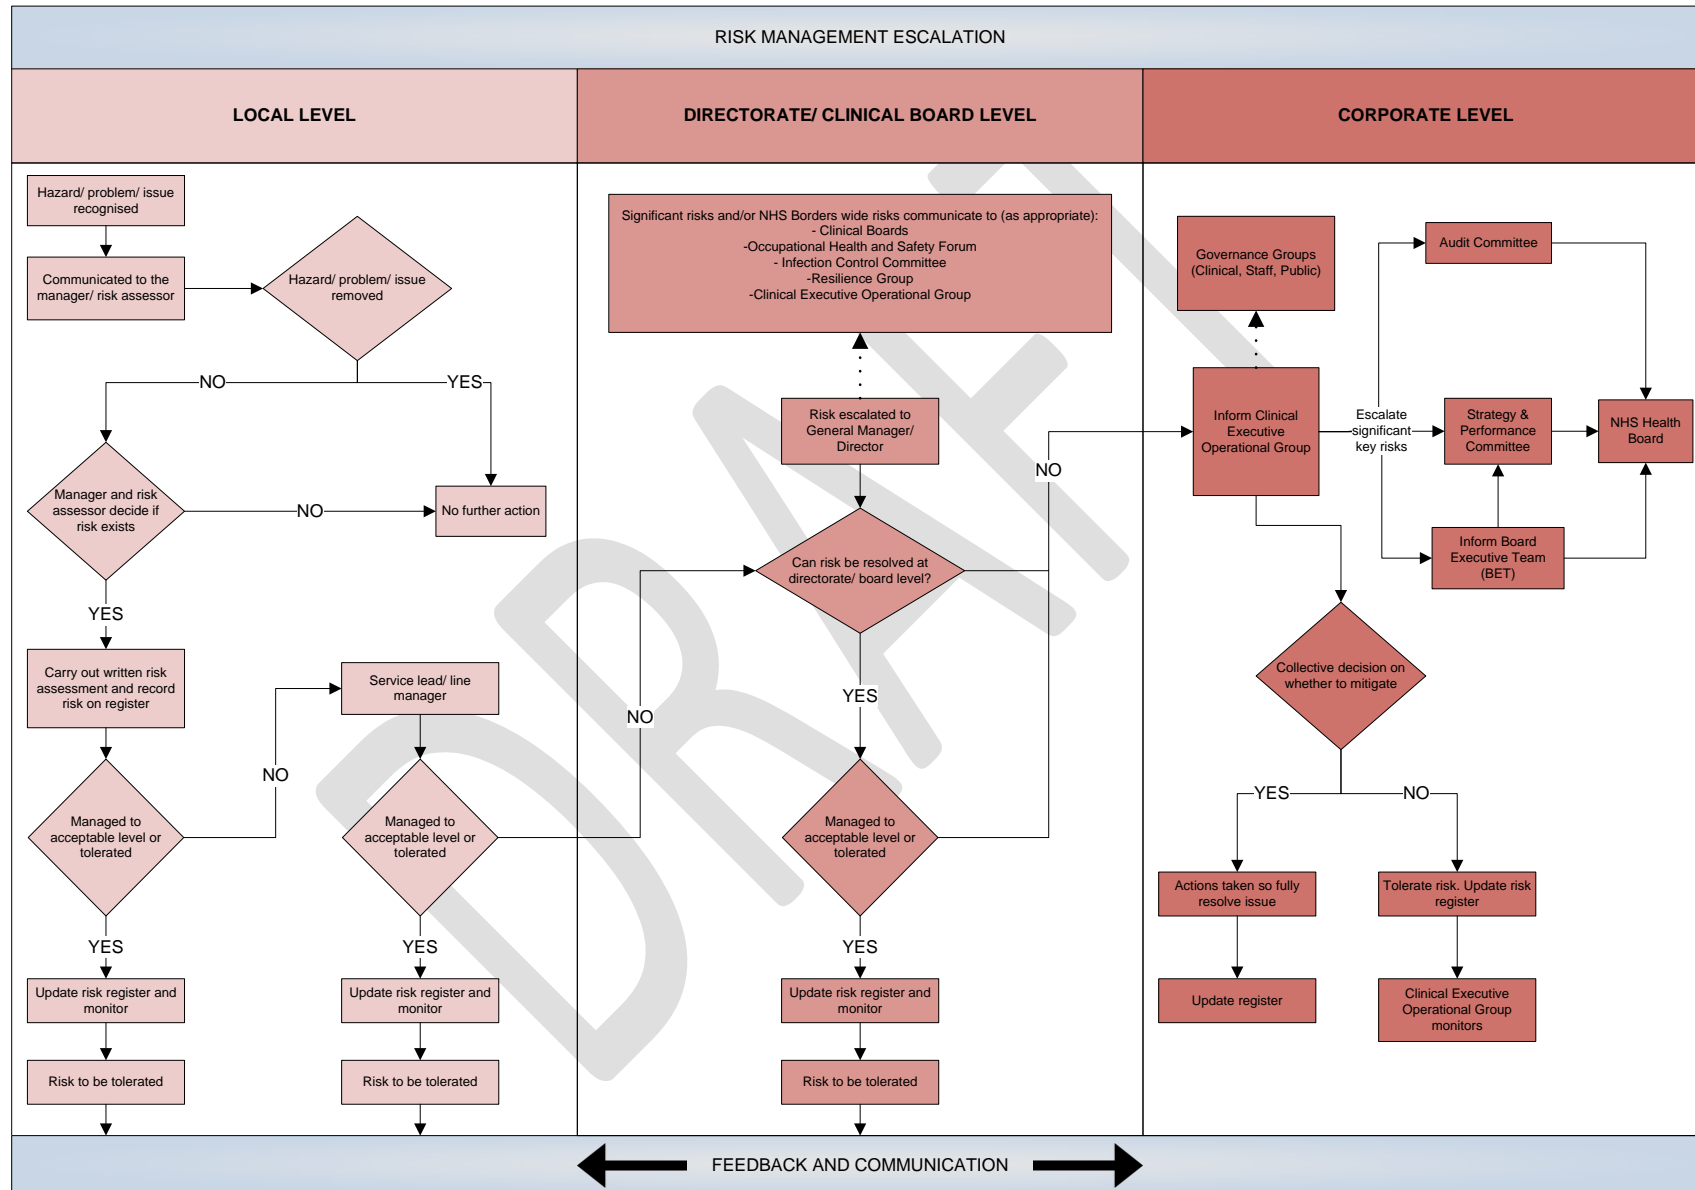 RISK MANAGEMENT ESCALATION
LOCAL LEVEL
DIRECTORATE/ CLINICAL BOARD LEVEL
CORPORATE LEVEL
DRAFT
Hazard/ problem/ issue
recognised
Communicated to the
manager/ risk assessor
Hazard/ problem/ issue
removed
NO
YES
Manager and risk
assessor decide if
risk exists
NO
No further action
YES
Carry out written risk
assessment and record
risk on register
Service lead/ line
manager
NO
Managed to
acceptable level or
tolerated
Managed to
acceptable level or
tolerated
YES
YES
Update risk register and
monitor
Update risk register and
monitor
Risk to be tolerated
Risk to be tolerated
Significant risks and/or NHS Borders wide risks communicate to (as appropriate):
- Clinical Boards
-Occupational Health and Safety Forum
- Infection Control Committee
-Resilience Group
-Clinical Executive Operational Group
Risk escalated to
General Manager/
Director
NO
Can risk be resolved at
directorate/ board level?
YES
NO
Managed to
acceptable level or
tolerated
YES
Update risk register and
monitor
Risk to be tolerated
Governance Groups
(Clinical, Staff, Public)
Audit Committee
Inform Clinical
Executive
Operational Group
Escalate
significant
key risks
Strategy &
Performance
Committee
NHS Health
Board
Inform Board
Executive Team
(BET)
Collective decision on
whether to mitigate
YES
NO
Actions taken so fully
resolve issue
Tolerate risk. Update risk
register
Update register
Clinical Executive
Operational Group
monitors
FEEDBACK AND COMMUNICATION